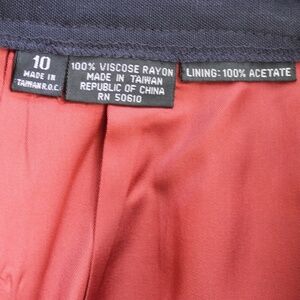 10
MADE IN
TAIWAN R.O.C.
100% VISCOSE RAYON
MADE IN TAIWAN
REPUBLIC OF CHINA
RN 50610
LINING: 100% ACETATE